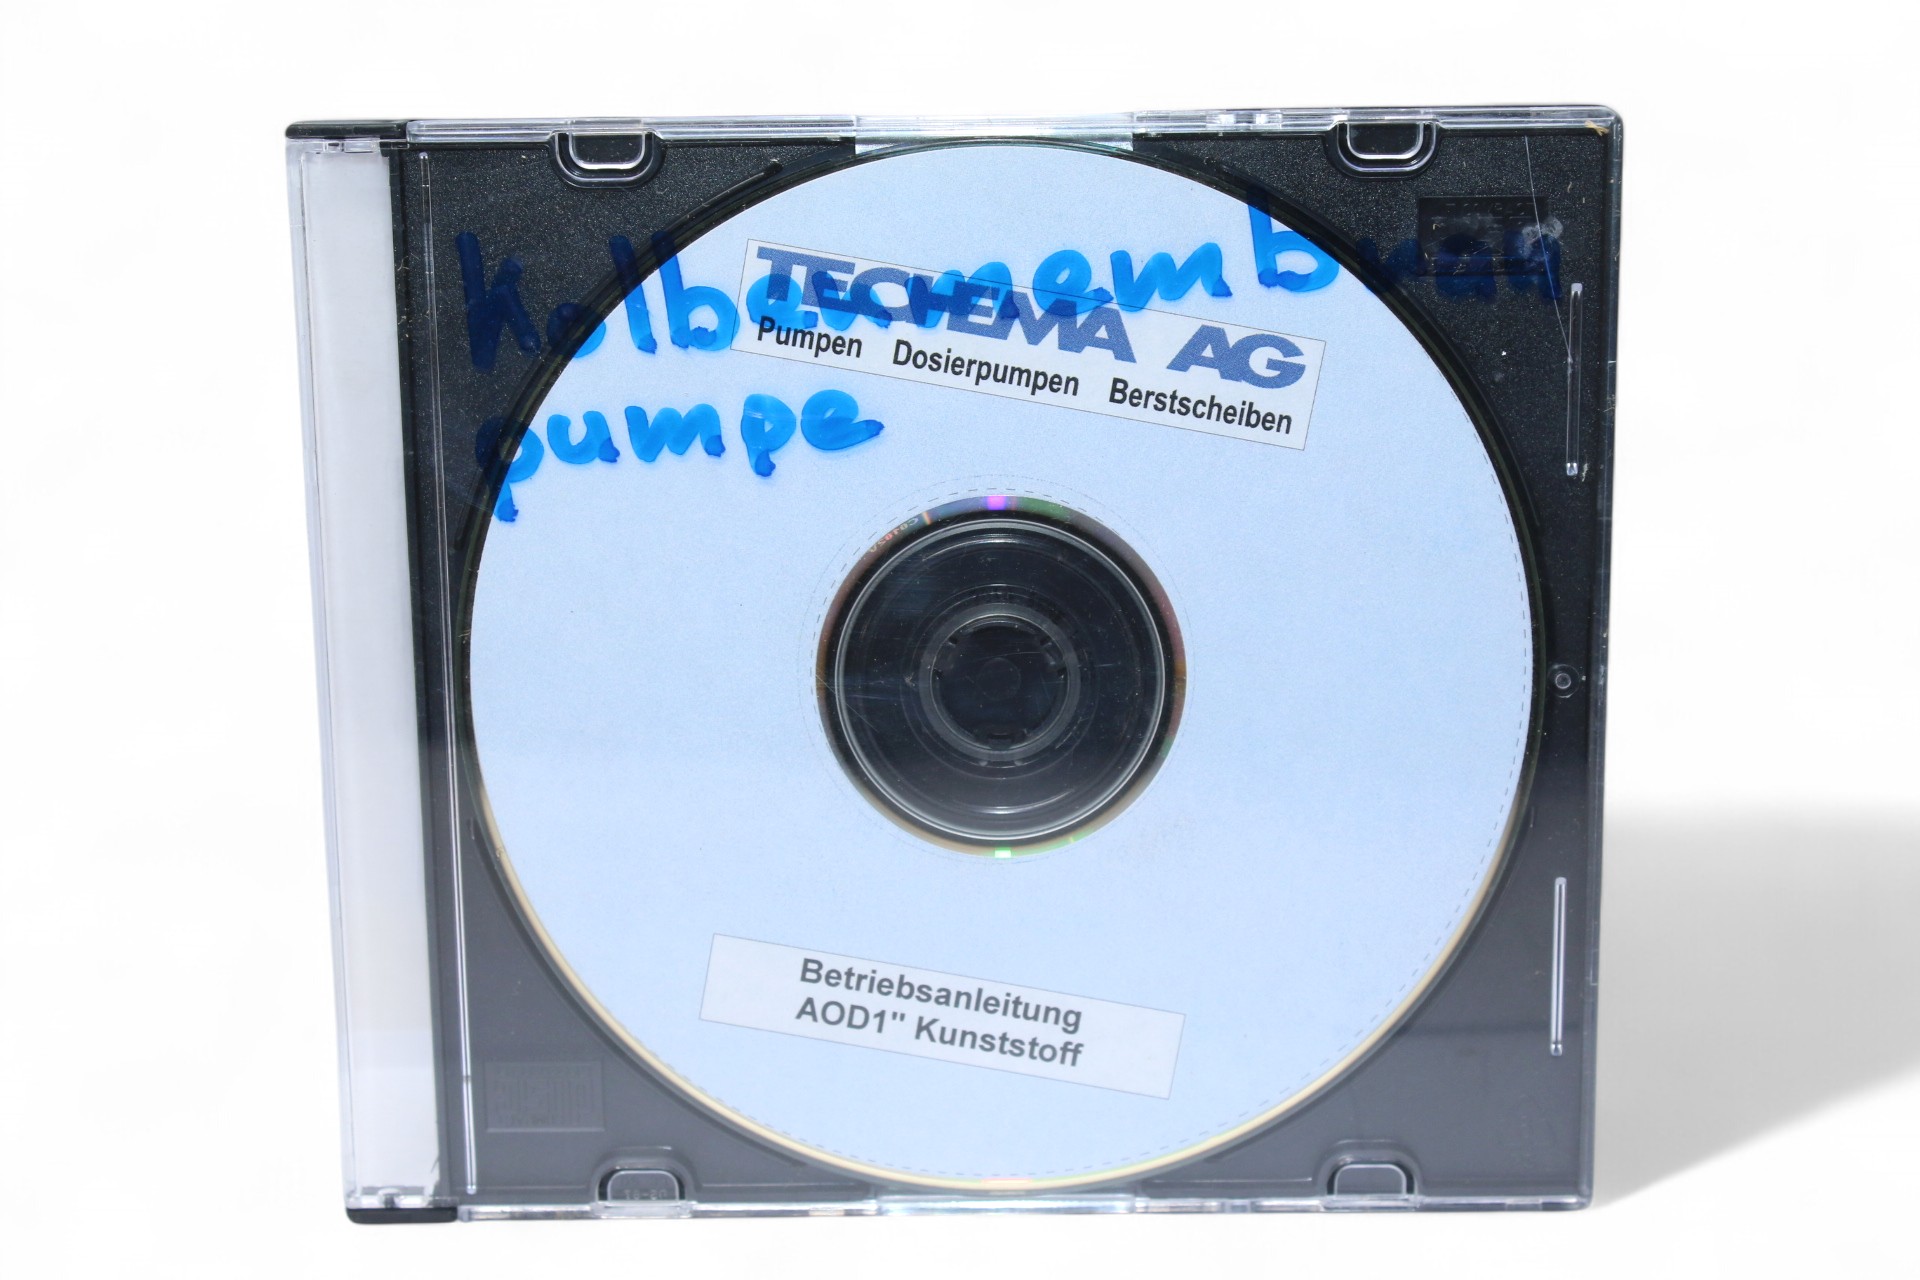 Kolbenmembran
pumpe
TECHEMA AG
Pumpen Dosierpumpen Berstscheiben
Betriebsanleitung
AOD1" Kunststoff